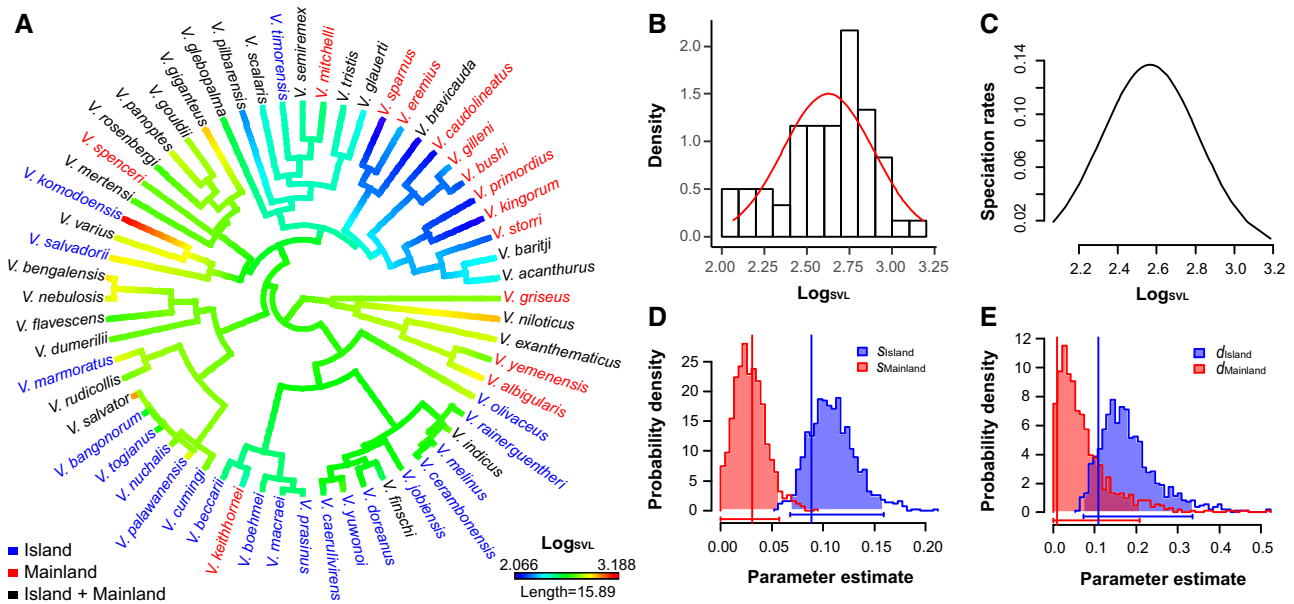 A
V. timorensis
V. semiremex
V. mitchelli
V. tristis
V. glauerti
V. sparnus
V. eremius
V. brevicauda
V. caudolineatus
V. gilleni
V. bushi
V. primordius
V. kingorum
V. storri
V. baritji
V. acanthurus
V. griseus
V. niloticus
V. exanthematicus
V. yemenensis
V. albigularis
V. olivaceus
V. rainerguentheri
V. indicus
V. melinus
V. cerambonensis
V. jobiensis
V. finschi
V. doreanus
V. yuwonoi
V. caerulivirens
V. prasinus
V. macraei
V. boehmei
V. keithhornei
V. beccarii
V. cumingi
V. palawanensis
V. nuchalis
V. togianus
V. bangonorum
V. salvator
V. rudicollis
V. marmoratus
V. dumerilii
V. flavescens
V. nebulosis
V. bengalensis
V. salvadorii
V. varius
V. komodoensis
V. mertensi
V. spenceri
V. rosenbergi
V. panoptes
V. gouldii
V. giganteus
V. glebopalma
V. pilbarensis
V. scalaris
Island
Mainland
Island + Mainland
LogSVL
2.066 3.188
Length=15.89
B
Density
2.0
1.5
1.0
0.5
0.0
2.00 2.25 2.50 2.75 3.00 3.25
LogSVL
C
Speciation rates
0.14
0.10
0.06
0.02
2.2 2.4 2.6 2.8 3.0 3.2
LogSVL
D
Probability density
25
20
15
10
5
0
sIsland
sMainland
0.00 0.05 0.10 0.15 0.20
Parameter estimate
E
Probability density
12
10
8
6
4
2
0
dIsland
dMainland
0.0 0.1 0.2 0.3 0.4 0.5
Parameter estimate